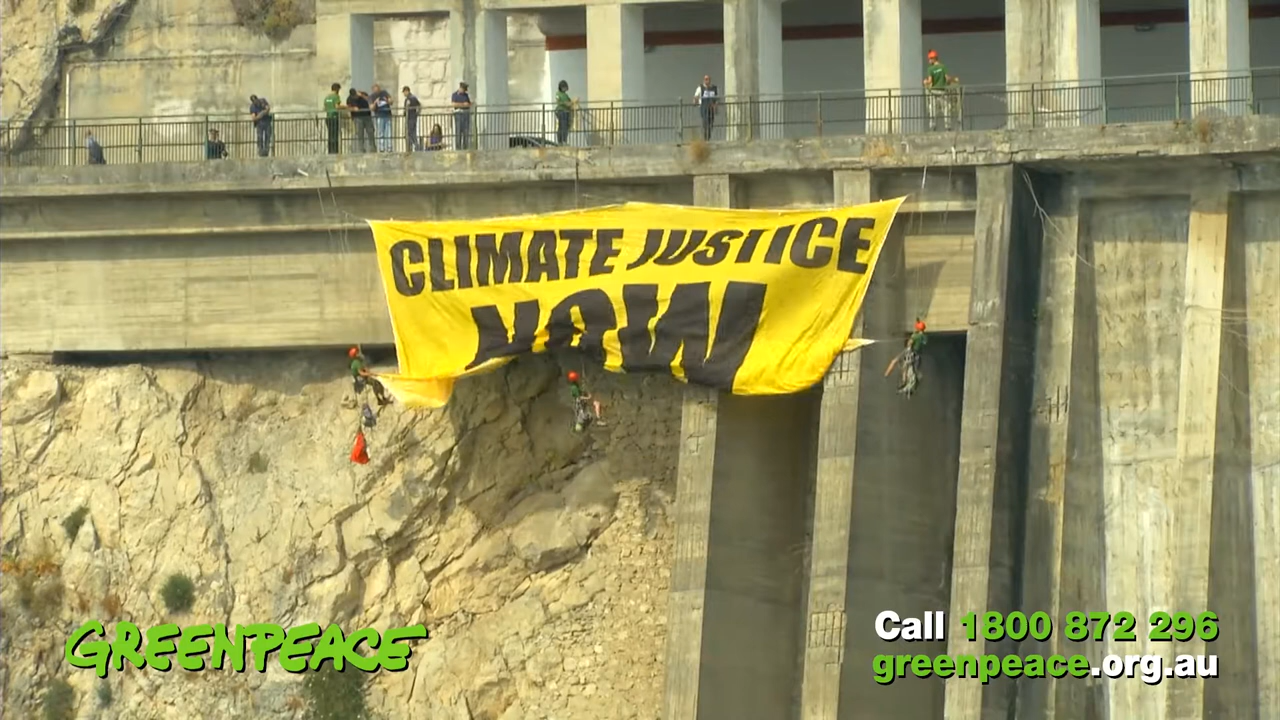 CLIMATE JUSTICE
NOW
GREENPEACE
Call 1800 872 296
greenpeace.org.au